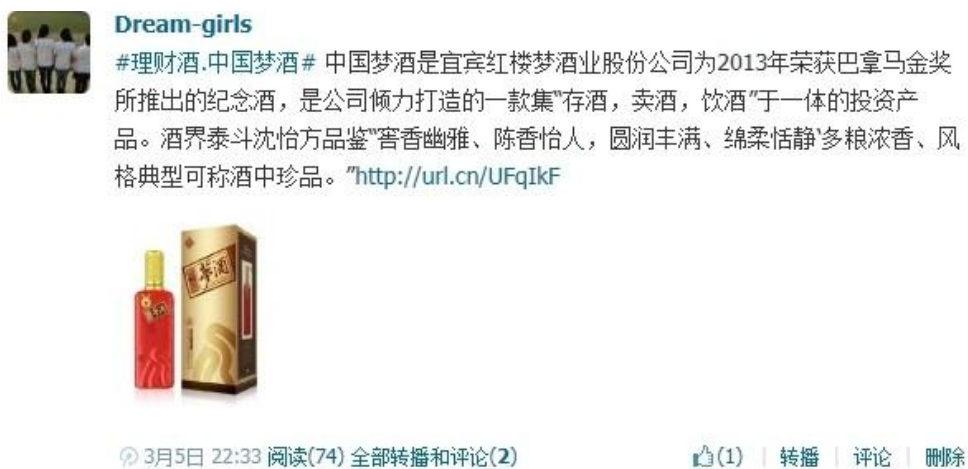 Dream-girls
#理财酒.中国梦酒# 中国梦酒是宜宾红楼梦酒业股份公司为2013年荣获巴拿马金奖
所推出的纪念酒，是公司倾力打造的一款集“存酒，卖酒，饮酒”于一体的投资产
品。酒界泰斗沈怡方品鉴“窖香幽雅、陈香怡人，圆润丰满、绵柔恬静‘多粮浓香、风
格典型可称酒中珍品。”http://url.cn/UFqIkF
梦酒
3月5日 22:33 阅读(74) 全部转播和评论(2) (1) | 转播 | 评论 | 删除